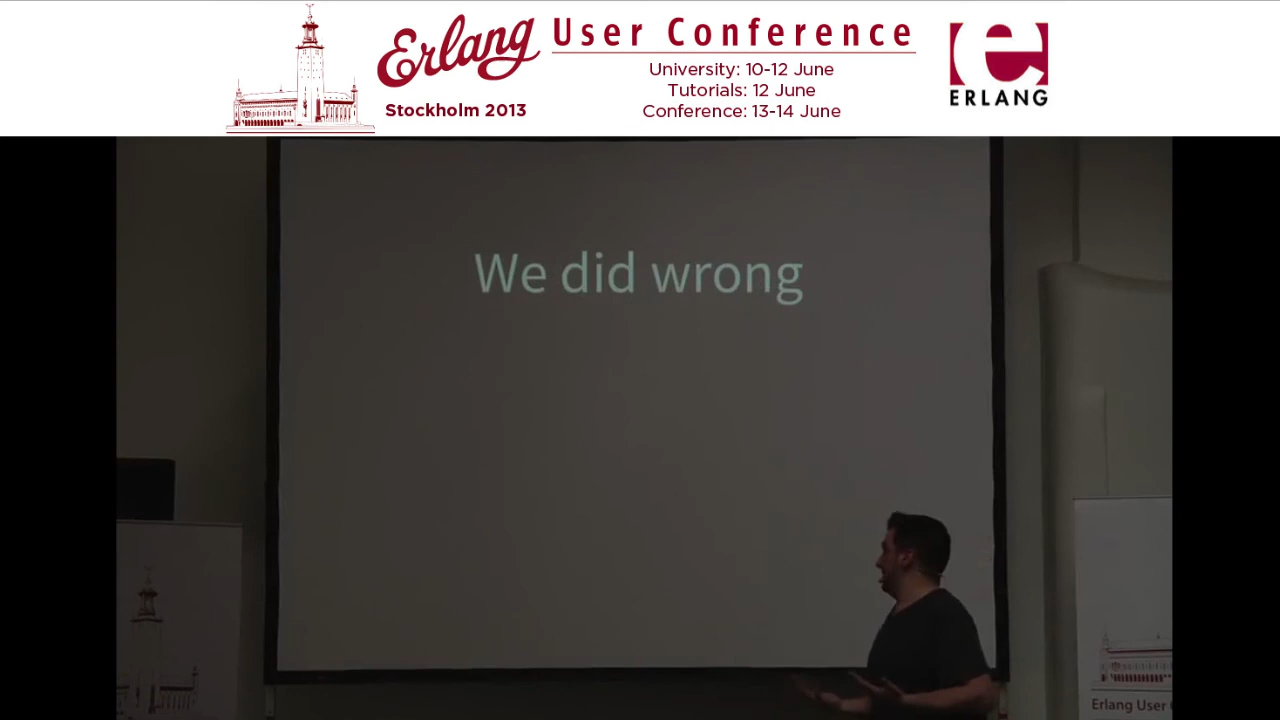 Erlang User Conference
Stockholm 2013
University: 10-12 June
Tutorials: 12 June
Conference: 13-14 June
ERLANG
We did wrong
Erlang User